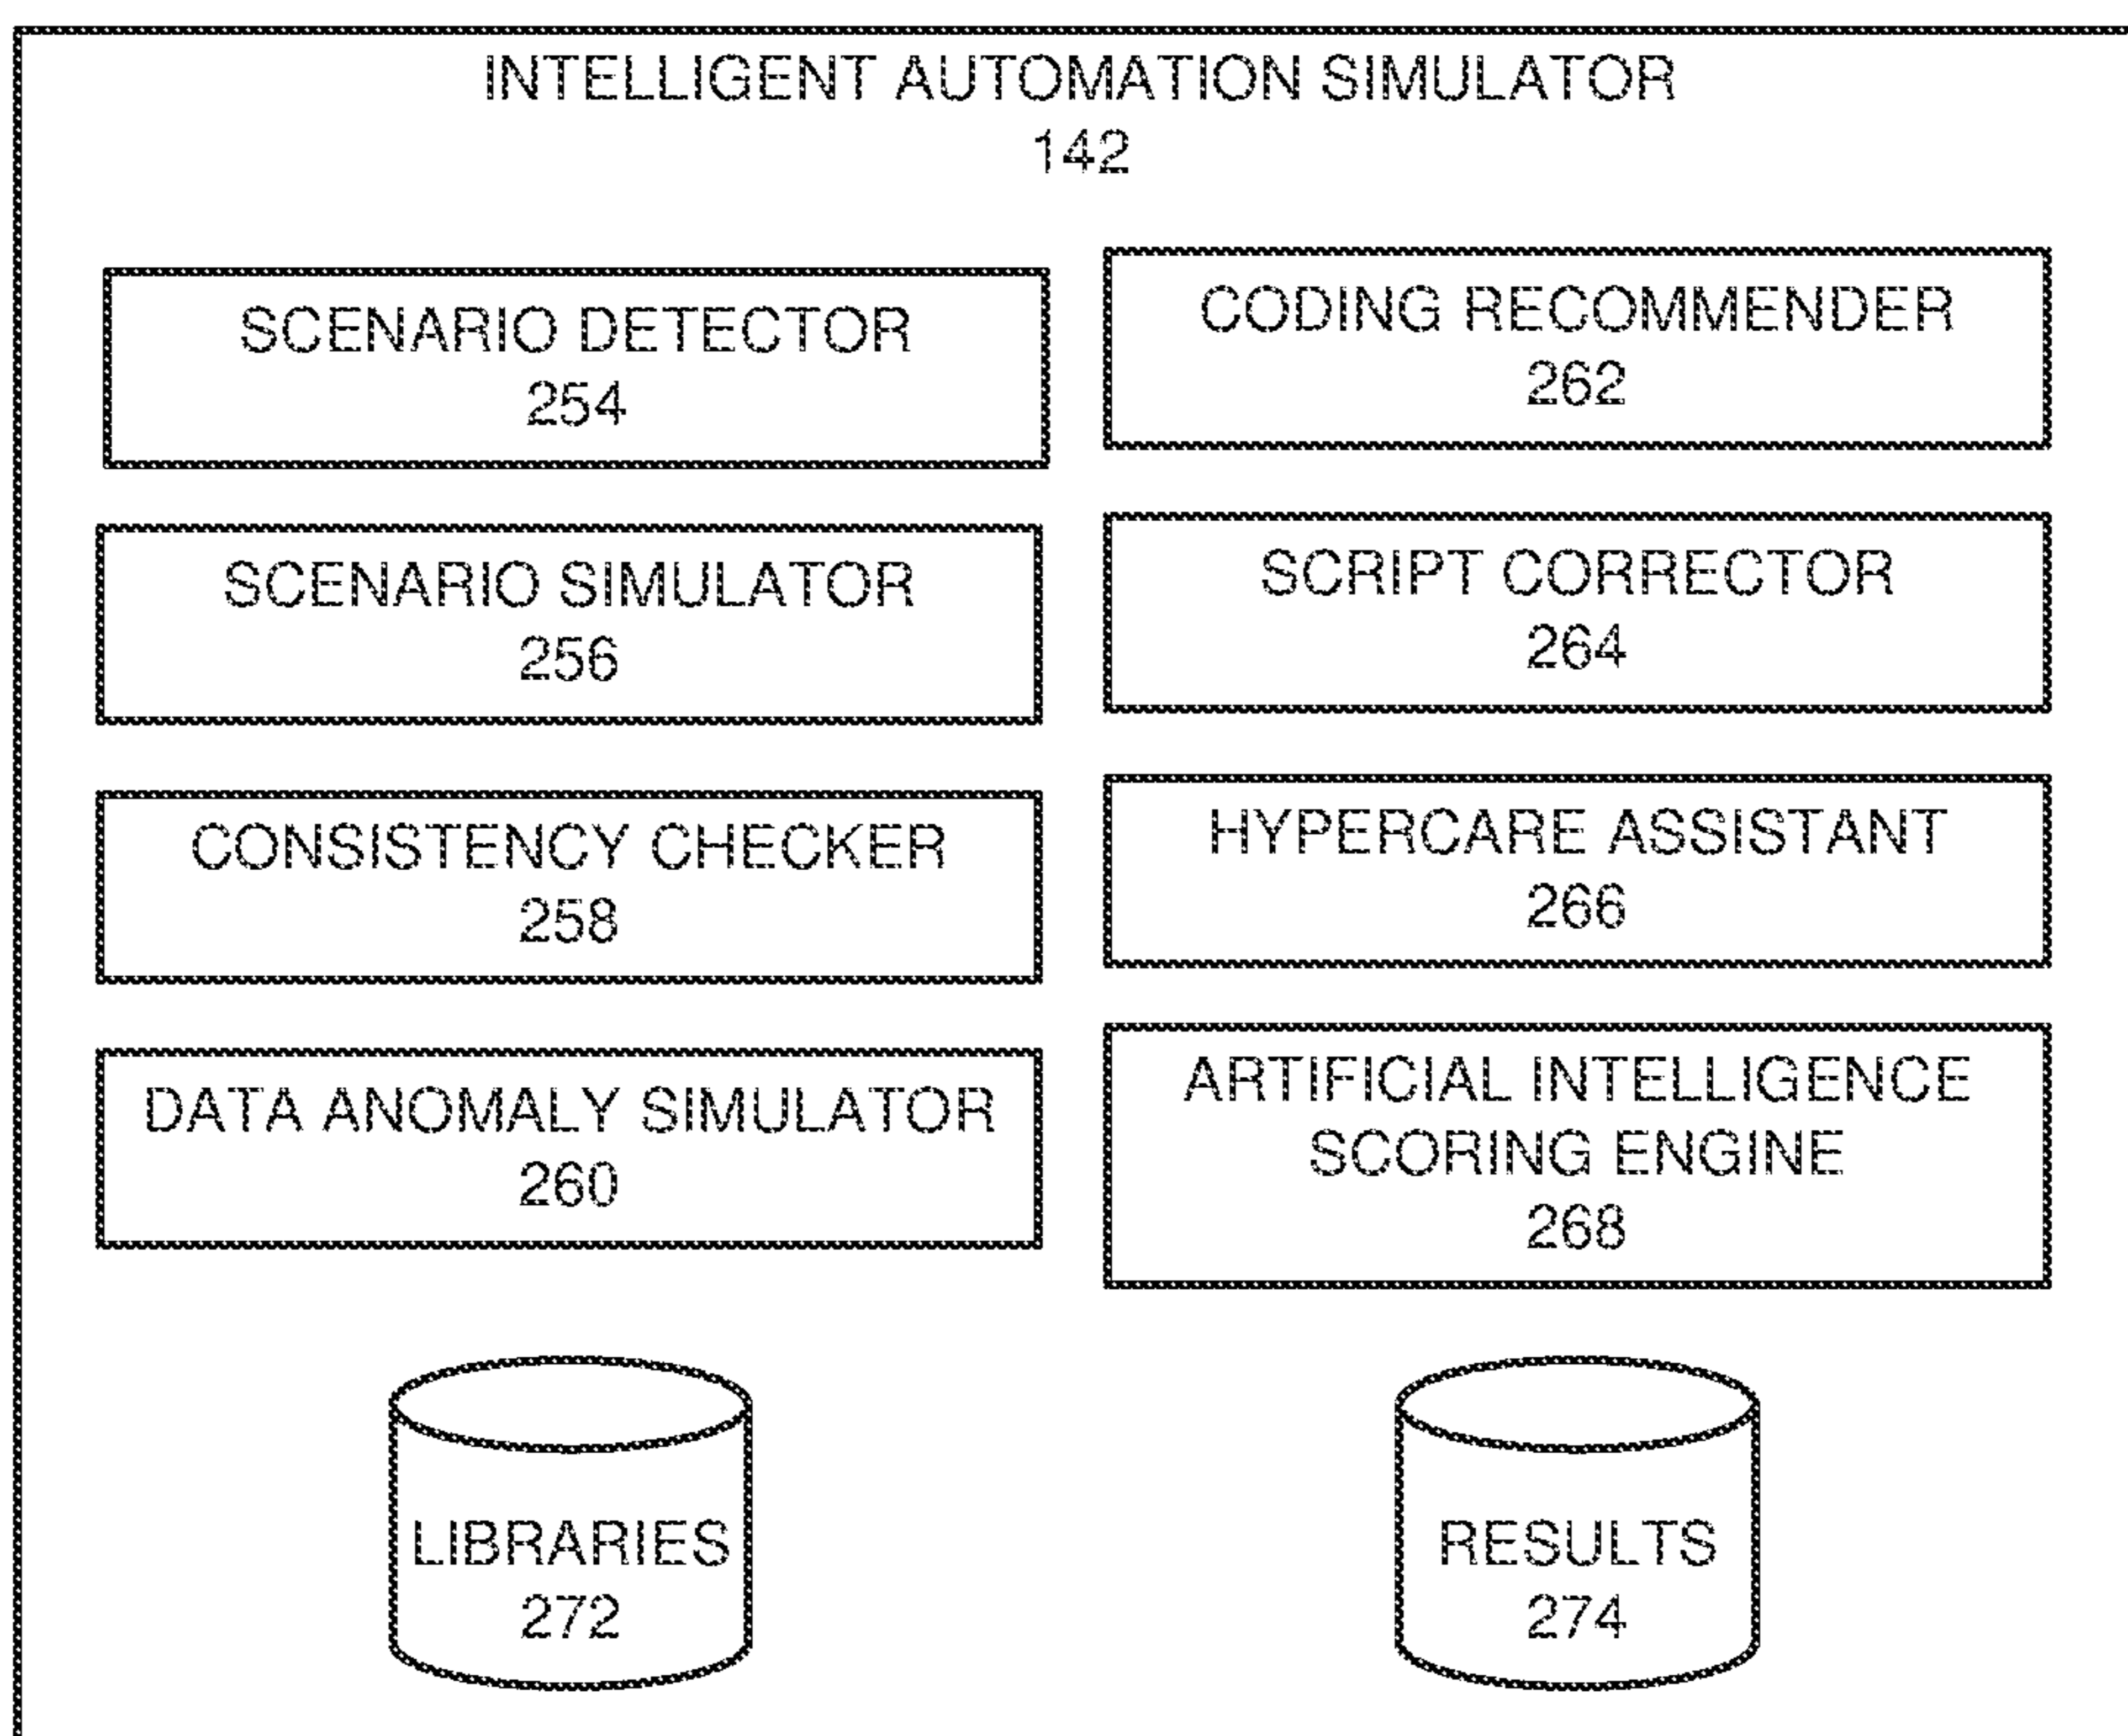 INTELLIGENT AUTOMATION SIMULATOR
142
SCENARIO DETECTOR
254
SCENARIO SIMULATOR
256
CONSISTENCY CHECKER
258
DATA ANOMALY SIMULATOR
260
CODING RECOMMENDER
262
SCRIPT CORRECTOR
264
HYPERCARE ASSISTANT
266
ARTIFICIAL INTELLIGENCE
SCORING ENGINE
268
LIBRARIES
272
RESULTS
274